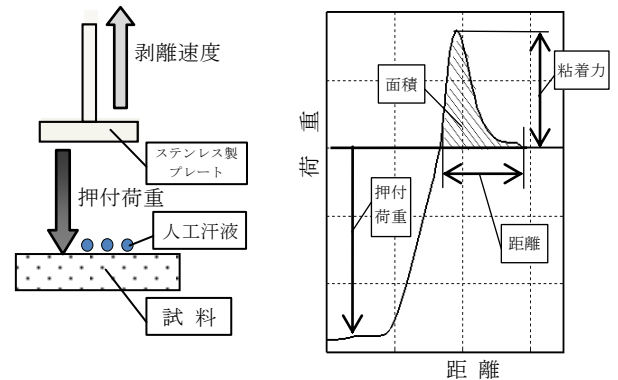 剥離速度
ステンレス製
プレート
押付荷重
人工汗液
試 料
荷 重
面積
粘着力
押付
荷重
距離
距 離